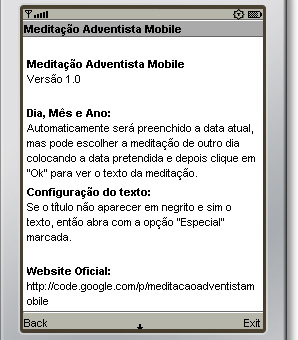 Meditação Adventista Mobile
Meditação Adventista Mobile
Versão 1.0
Dia, Mês e Ano:
Automaticamente será preenchido a data atual,
mas pode escolher a meditação de outro dia
colocando a data pretendida e depois clique em
"Ok" para ver o texto da meditação.
Configuração do texto:
Se o título não aparecer em negrito e sim o
texto, então abra com a opção "Especial"
marcada.
Website Oficial:
http://code.google.com/p/meditacaoadventistam
obile
Back Exit